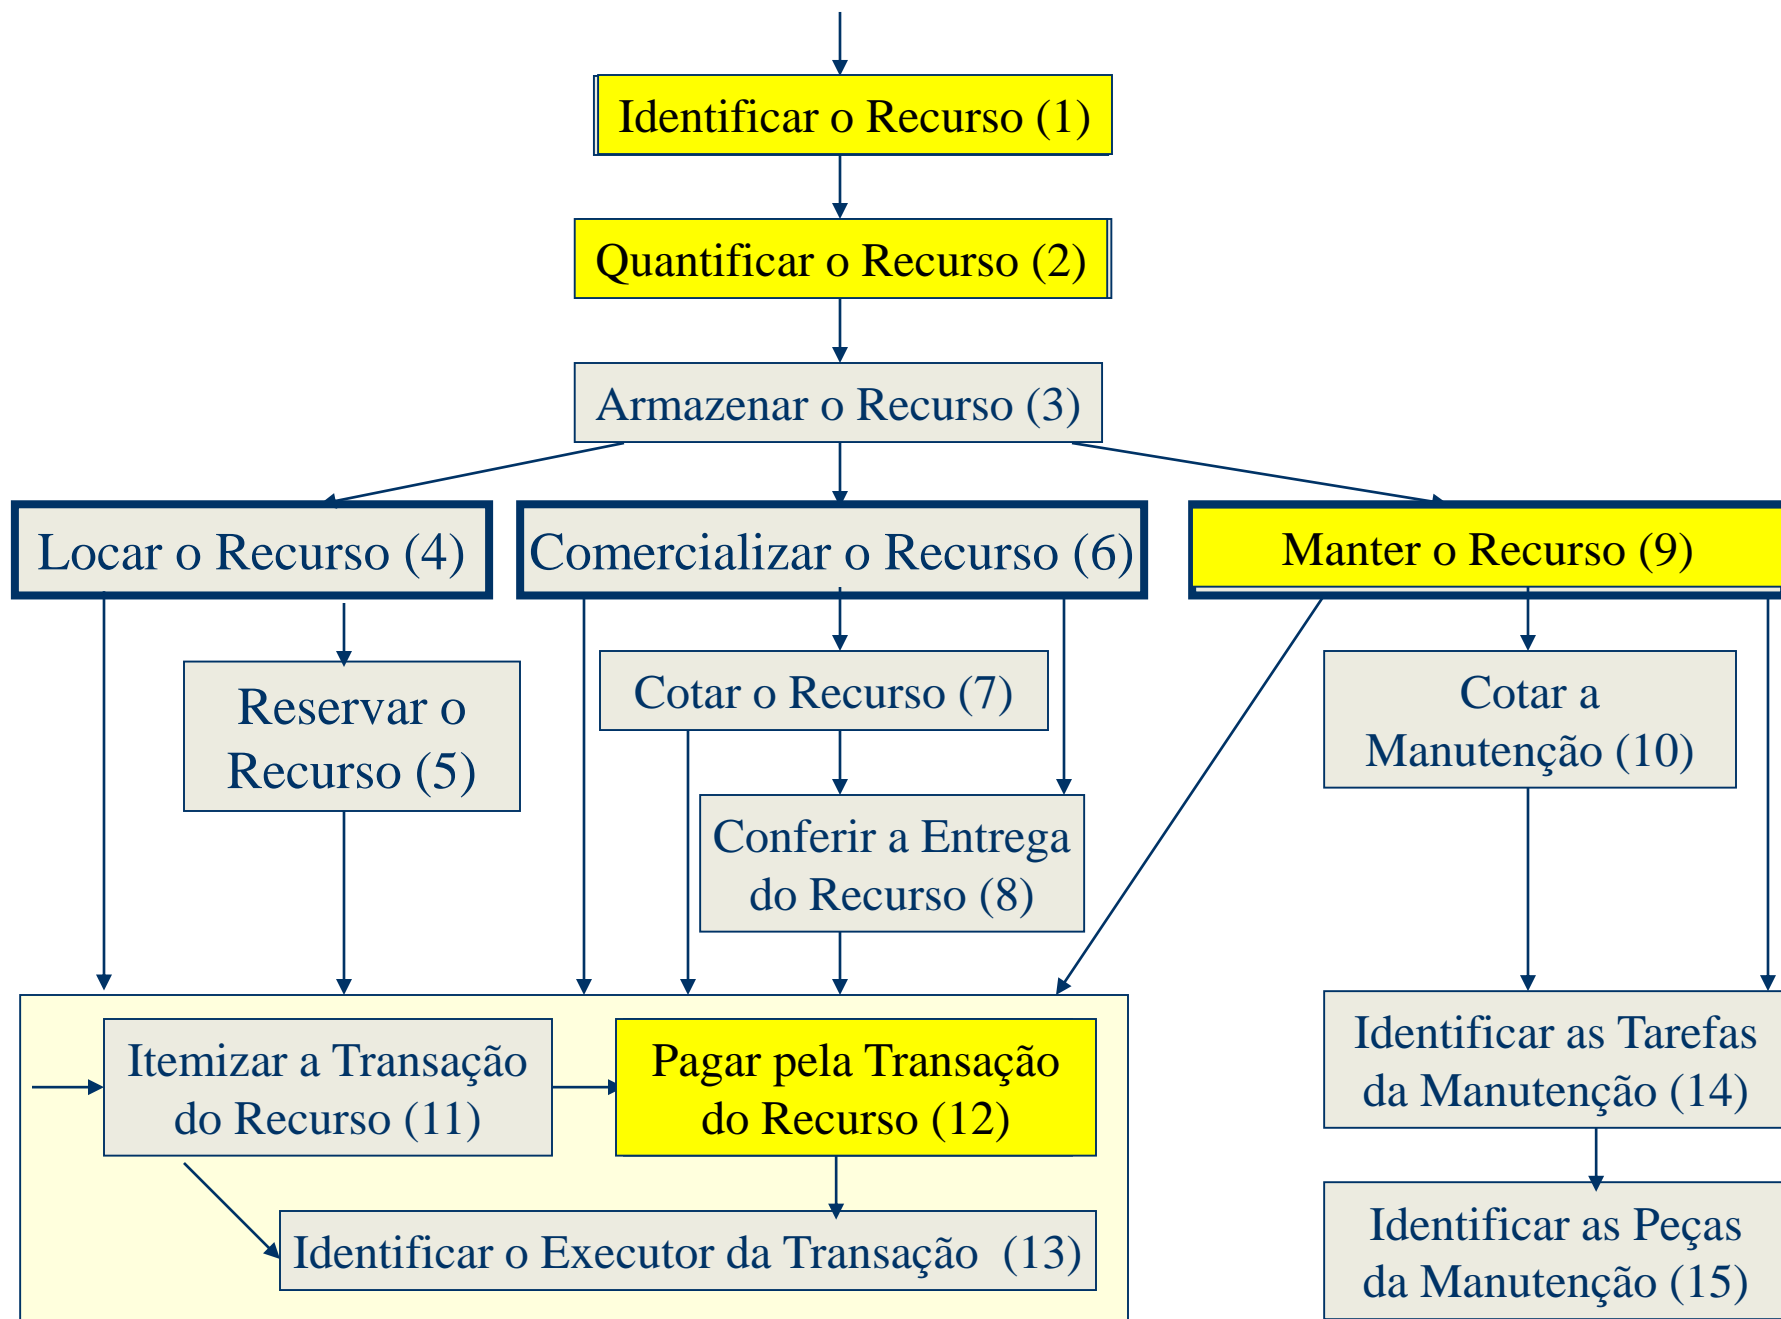 Identificar o Recurso (1)
Quantificar o Recurso (2)
Armazenar o Recurso (3)
Locar o Recurso (4)
Comercializar o Recurso (6)
Manter o Recurso (9)
Reservar o
Recurso (5)
Cotar o Recurso (7)
Cotar a
Manutenção (10)
Conferir a Entrega
do Recurso (8)
Itemizar a Transação
do Recurso (11)
Pagar pela Transação
do Recurso (12)
Identificar o Executor da Transação (13)
Identificar as Tarefas
da Manutenção (14)
Identificar as Peças
da Manutenção (15)